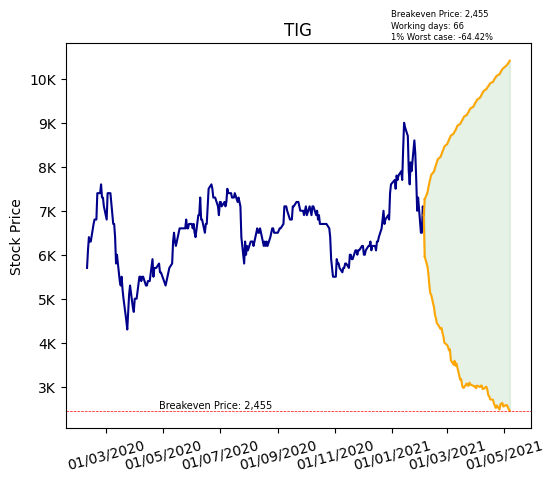 Breakeven Price: 2,455
Working days: 66
1% Worst case: -64.42%
TIG
10K
9K
8K
7K
6K
5K
4K
3K
Stock Price
Breakeven Price: 2,455
01/03/2020 01/05/2020 01/07/2020 01/09/2020 01/11/2020 01/01/2021 01/03/2021 01/05/2021